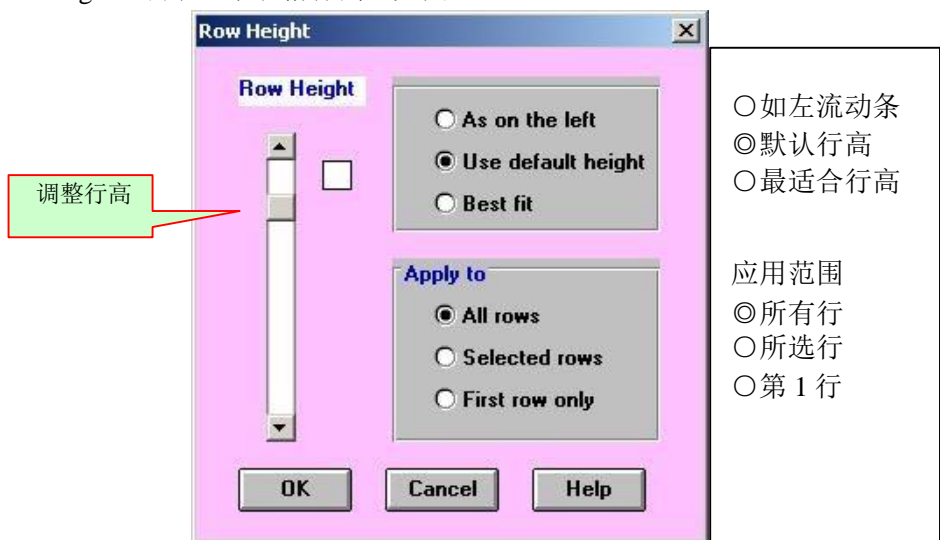 Row Height
Row Height
As on the left
Use default height
Best fit
调整行高
Apply to
All rows
Selected rows
First row only
OK
Cancel
Help
○如左流动条
◎默认行高
○最适合行高
应用范围
◎所有行
○所选行
○第 1 行